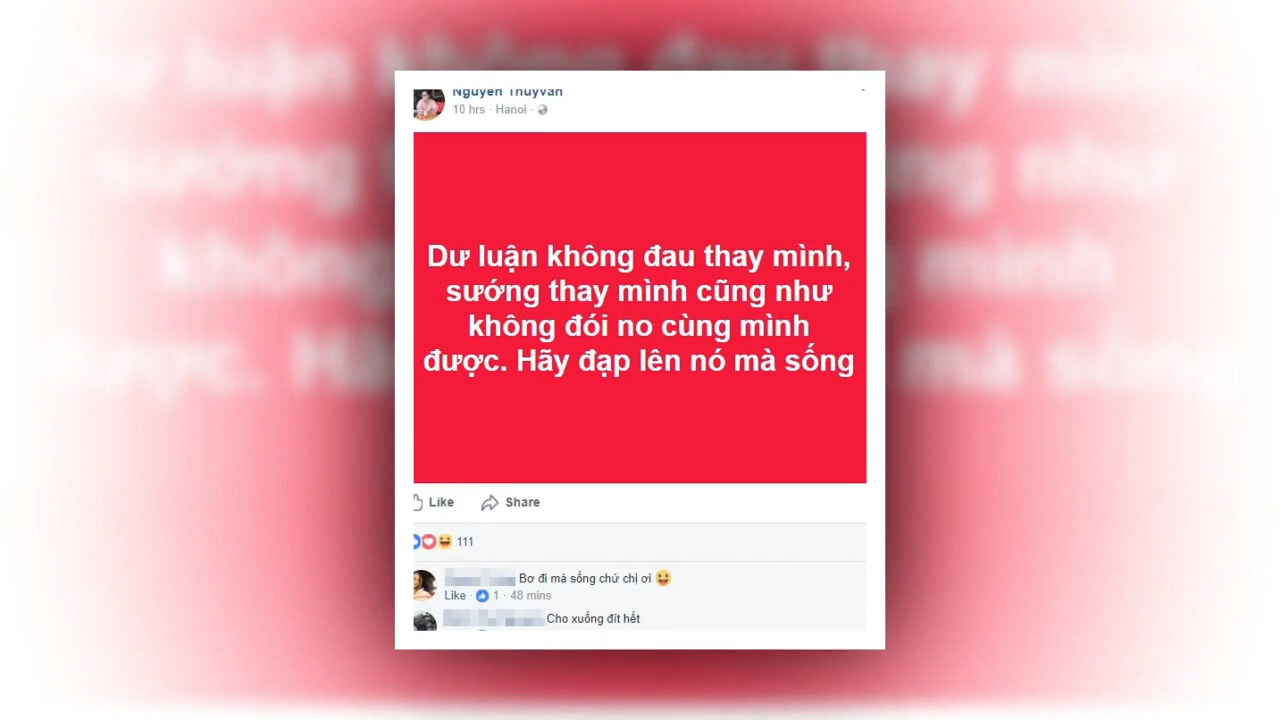 Nguyen Thuyvan
10 hrs · Hanoi ·
Dư luận không đau thay mình,
sướng thay mình cũng như
không đói no cùng mình
được. Hãy đạp lên nó mà sống
Like Share
111
Bơ đi mà sống chứ chị ơi
Like · 1 · 48 mins
Cho xuống đít hết